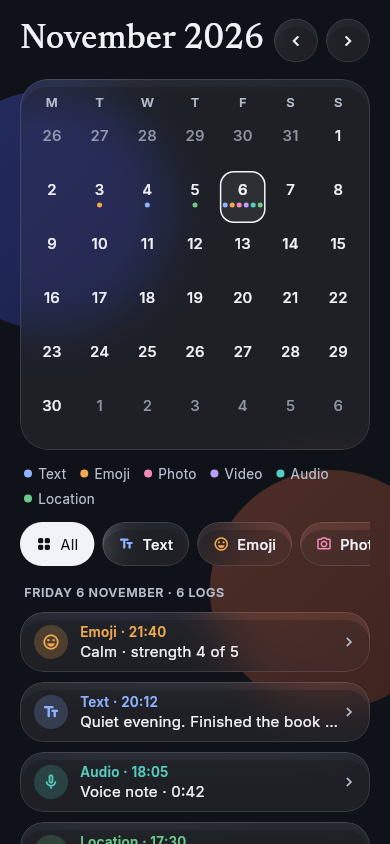 November 2026
M T W T F S S
26 27 28 29 30 31 1
2 3 4 5 6 7 8
9 10 11 12 13 14 15
16 17 18 19 20 21 22
23 24 25 26 27 28 29
30 1 2 3 4 5 6
Text Emoji Photo Video Audio
Location
All Text Emoji Phot
FRIDAY 6 NOVEMBER · 6 LOGS
Emoji · 21:40
Calm · strength 4 of 5
Text · 20:12
Quiet evening. Finished the book ...
Audio · 18:05
Voice note · 0:42
Location · 17:30